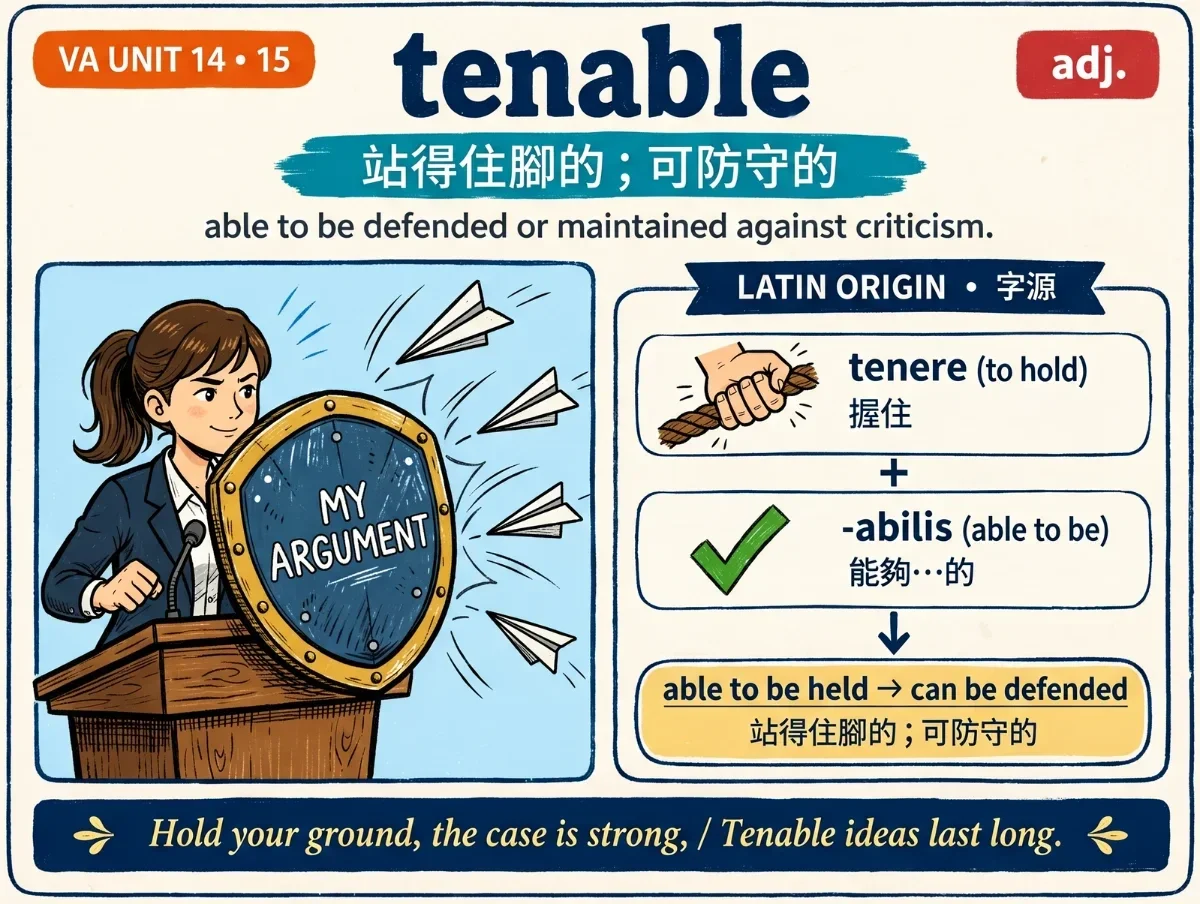 VA UNIT 14 • 15
tenable
adj.
站得住腳的；可防守的
able to be defended or maintained against criticism.
MY
ARGUMENT
LATIN ORIGIN • 字源
tenere (to hold)
握住
+
-abilis (able to be)
能夠…的
able to be held → can be defended
站得住腳的；可防守的
Hold your ground, the case is strong, / Tenable ideas last long.